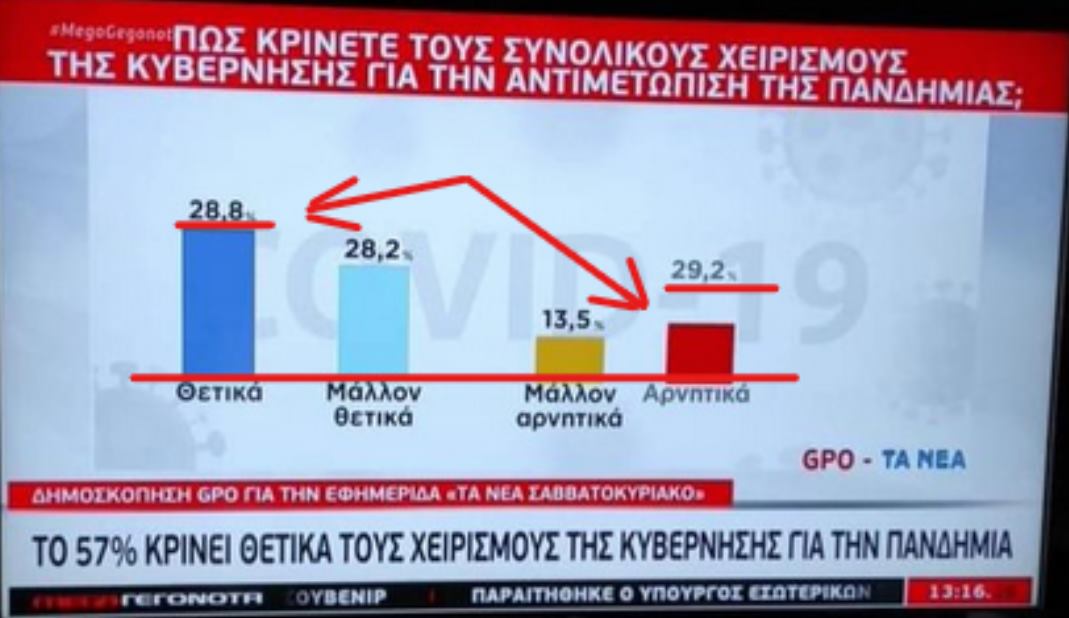 #MegaGegonot
ΠΩΣ ΚΡΙΝΕΤΕ ΤΟΥΣ ΣΥΝΟΛΙΚΟΥΣ ΧΕΙΡΙΣΜΟΥΣ
ΤΗΣ ΚΥΒΕΡΝΗΣΗΣ ΓΙΑ ΤΗΝ ΑΝΤΙΜΕΤΩΠΙΣΗ ΤΗΣ ΠΑΝΔΗΜΙΑΣ;
COVID-19
28,8%
28,2%
13,5%
29,2%
Θετικά
Μάλλον
θετικά
Μάλλον
αρνητικά
Αρνητικά
GPO - ΤΑ ΝΕΑ
ΔΗΜΟΣΚΟΠΗΣΗ GPO ΓΙΑ ΤΗΝ ΕΦΗΜΕΡΙΔΑ «ΤΑ ΝΕΑ ΣΑΒΒΑΤΟΚΥΡΙΑΚΟ»
ΤΟ 57% ΚΡΙΝΕΙ ΘΕΤΙΚΑ ΤΟΥΣ ΧΕΙΡΙΣΜΟΥΣ ΤΗΣ ΚΥΒΕΡΝΗΣΗΣ ΓΙΑ ΤΗΝ ΠΑΝΔΗΜΙΑ
MEGA ΓΕΓΟΝΟΤΑ ΟΥΒΕΝΙΡ ΠΑΡΑΙΤΗΘΗΚΕ Ο ΥΠΟΥΡΓΟΣ ΕΣΩΤΕΡΙΚΩΝ 13:16